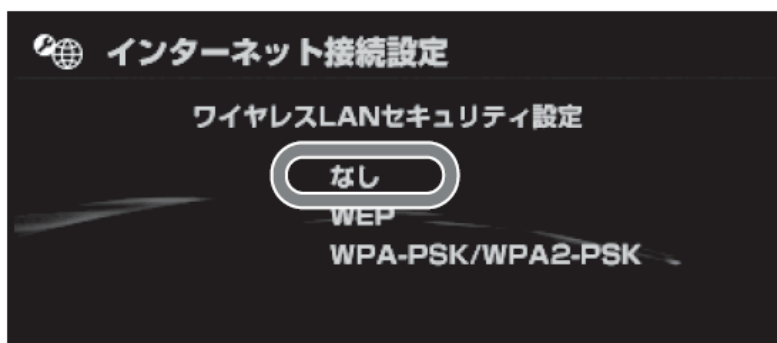 インターネット接続設定
ワイヤレスLANセキュリティ設定
なし
WEP
WPA-PSK/WPA2-PSK